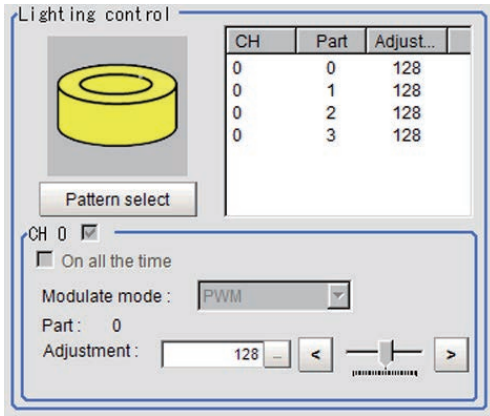 Lighting control
CH Part Adjust...
0 0 128
0 1 128
0 2 128
0 3 128
Pattern select
CH 0
On all the time
Modulate mode : PWM
Part : 0
Adjustment : 128 ... < >